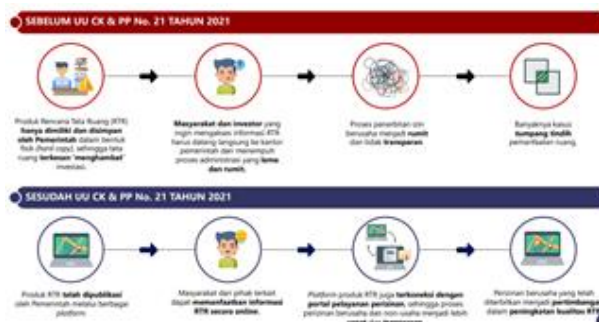 SEBELUM UU CK & PP No. 21 TAHUN 2021
Produk Rencana Tata Ruang (RTR)
hanya dimiliki dan disimpan
oleh Pemerintah dalam bentuk
fisik (hard copy), sehingga tata
ruang terkesan 'menghambat'
investasi.
Masyarakat dan investor yang
ingin mengakses informasi RTR
harus datang langsung ke kantor
pemerintah dan menempuh
proses administrasi yang lama
dan rumit.
Proses penerbitan izin
berusaha menjadi rumit
dan tidak transparan
Banyaknya kasus
tumpang tindih
pemanfaatan ruang.
SESUDAH UU CK & PP No. 21 TAHUN 2021
Produk RTR telah dipublikasi
oleh Pemerintah melalui berbagai
platform
Masyarakat dan pihak terkait
dapat memanfaatkan informasi
RTR secara online.
Platform produk RTR juga terkoneksi dengan
portal pelayanan perizinan, sehingga proses
perizinan berusaha dan non-usaha menjadi lebih
Perizinan berusaha yang telah
diterbitkan menjadi pertimbangan
dalam peningkatan kualitas RTR